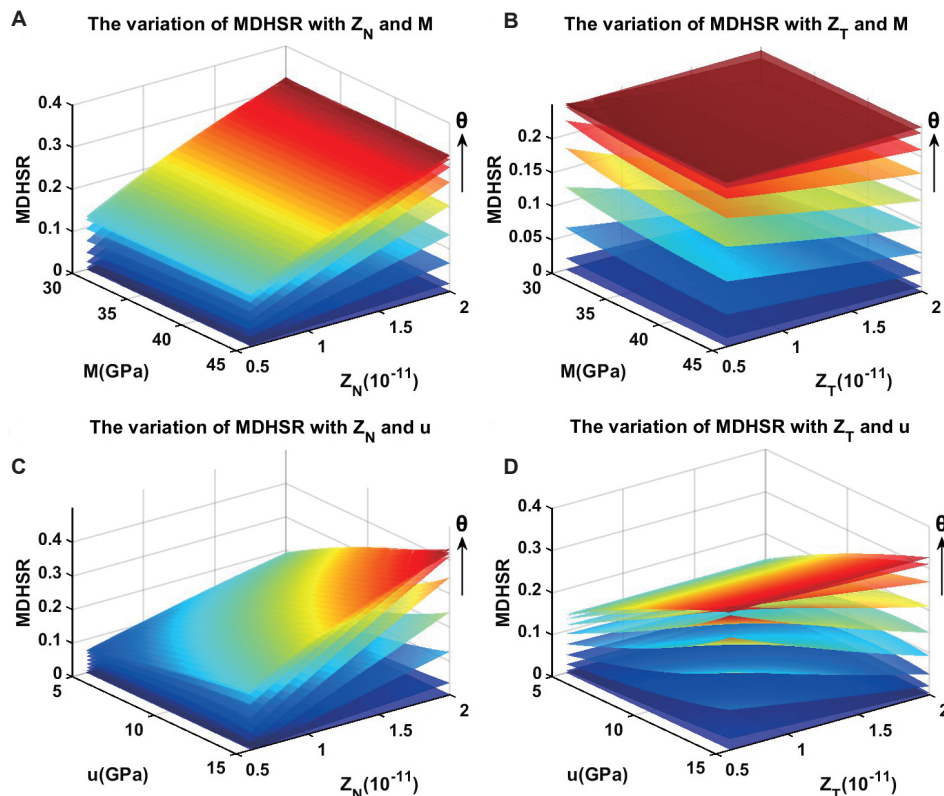 A
The variation of MDHSR with Z_N and M
MDHSR
0.4
0.3
0.2
0.1
0
30
35
40
45
M(GPa)
0.5
1
1.5
2
Z_N(10^-11)
θ
B
The variation of MDHSR with Z_T and M
MDHSR
0.2
0.15
0.1
0.05
0
30
35
40
45
M(GPa)
0.5
1
1.5
2
Z_T(10^-11)
θ
The variation of MDHSR with Z_N and u
C
MDHSR
0.4
0.3
0.2
0.1
0
5
10
15
u(GPa)
0.5
1
1.5
2
Z_N(10^-11)
θ
The variation of MDHSR with Z_T and u
D
MDHSR
0.4
0.3
0.2
0.1
0
5
10
15
u(GPa)
0.5
1
1.5
2
Z_T(10^-11)
θ